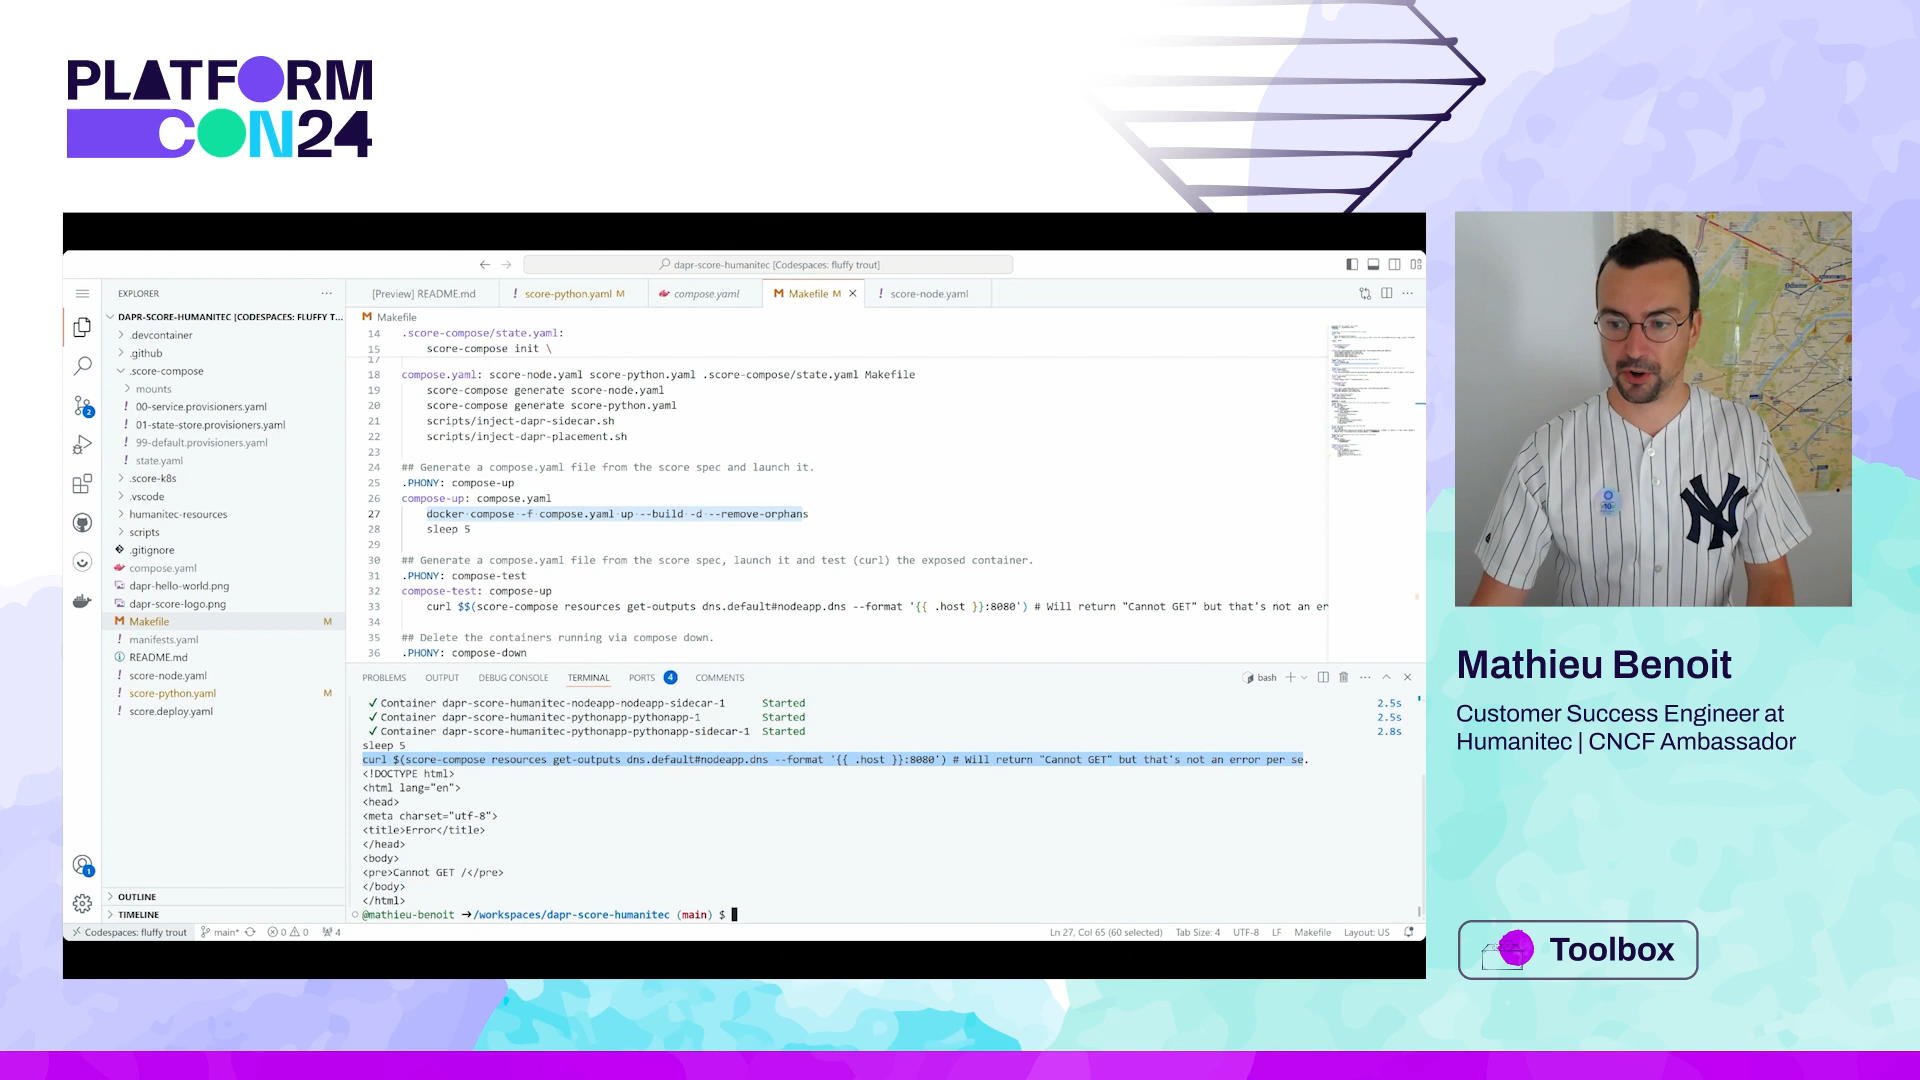 PLATFORM
CON24
dapr-score-humanitec [Codespaces: fluffy trout]
EXPLORER
DAPR-SCORE-HUMANITEC [CODESPACES: FLUFFY T...
.devcontainer
.github
.score-compose
mounts
00-service.provisioners.yaml
01-state-store.provisioners.yaml
99-default.provisioners.yaml
state.yaml
.score-k8s
.vscode
humanitec-resources
scripts
.gitignore
compose.yaml
dapr-hello-world.png
dapr-score-logo.png
Makefile M
manifests.yaml
README.md
score-node.yaml
score-python.yaml M
score.deploy.yaml
OUTLINE
TIMELINE
2
1
[Preview] README.md
score-python.yaml M
compose.yaml
Makefile M
score-node.yaml
Makefile
14 .score-compose/state.yaml:
15 score-compose init \
17
18 compose.yaml: score-node.yaml score-python.yaml .score-compose/state.yaml Makefile
19 score-compose generate score-node.yaml
20 score-compose generate score-python.yaml
21 scripts/inject-dapr-sidecar.sh
22 scripts/inject-dapr-placement.sh
23
24 ## Generate a compose.yaml file from the score spec and launch it.
25 .PHONY: compose-up
26 compose-up: compose.yaml
27 docker compose -f compose.yaml up --build -d --remove-orphans
28 sleep 5
29
30 ## Generate a compose.yaml file from the score spec, launch it and test (curl) the exposed container.
31 .PHONY: compose-test
32 compose-test: compose-up
33 curl $$(score-compose resources get-outputs dns.default#nodeapp.dns --format '{{ .host }}:8080') # Will return "Cannot GET" but that's not an er
34
35 ## Delete the containers running via compose down.
36 .PHONY: compose-down
PROBLEMS OUTPUT DEBUG CONSOLE TERMINAL PORTS 4 COMMENTS
bash
✓ Container dapr-score-humanitec-nodeapp-nodeapp-sidecar-1 Started 2.5s
✓ Container dapr-score-humanitec-pythonapp-pythonapp-1 Started 2.5s
✓ Container dapr-score-humanitec-pythonapp-pythonapp-sidecar-1 Started 2.8s
sleep 5
curl $(score-compose resources get-outputs dns.default#nodeapp.dns --format '{{ .host }}:8080') # Will return "Cannot GET" but that's not an error per se.
<!DOCTYPE html>
<html lang="en">
<head>
<meta charset="utf-8">
<title>Error</title>
</head>
<body>
<pre>Cannot GET /</pre>
</body>
</html>
@mathieu-benoit ➜/workspaces/dapr-score-humanitec (main) $
Codespaces: fluffy trout main* 0 0 4
Ln 27, Col 65 (60 selected) Tab Size: 4 UTF-8 LF Makefile Layout: US
NY
Mathieu Benoit
Customer Success Engineer at
Humanitec | CNCF Ambassador
Toolbox